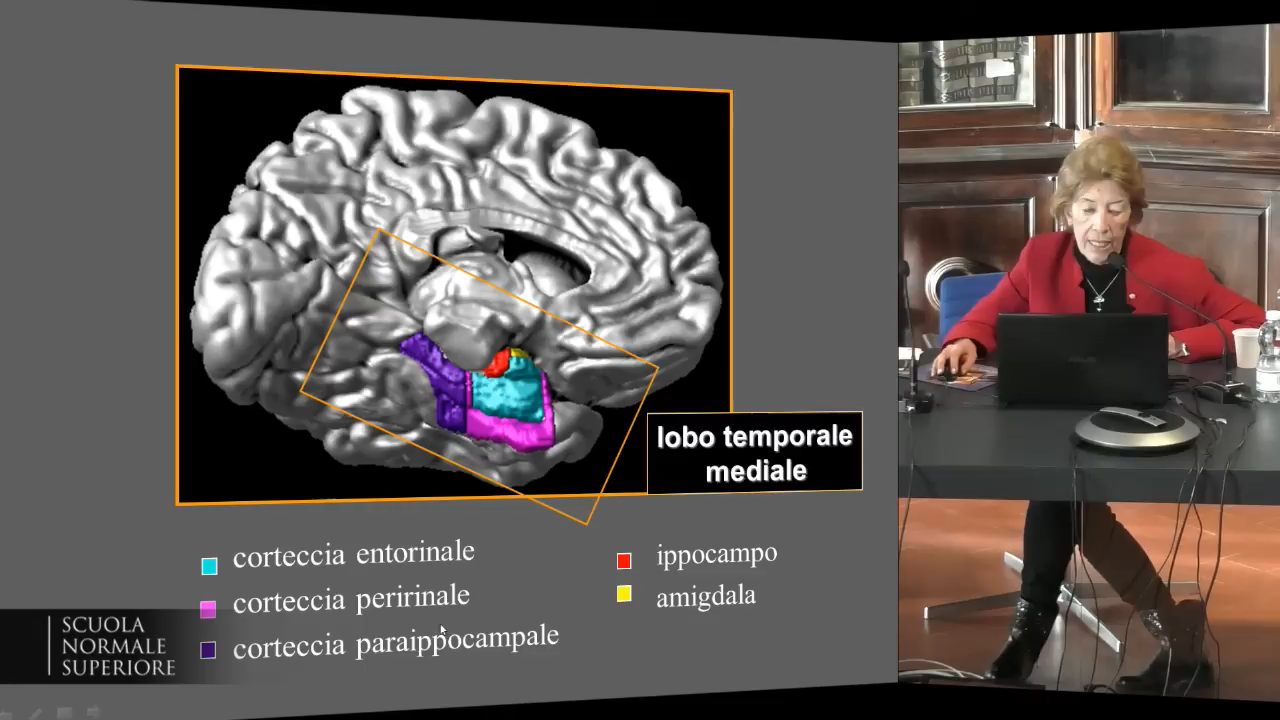 lobo temporale
mediale
corteccia entorinale
corteccia peririnale
corteccia paraippocampale
ippocampo
amigdala
SCUOLA
NORMALE
SUPERIORE